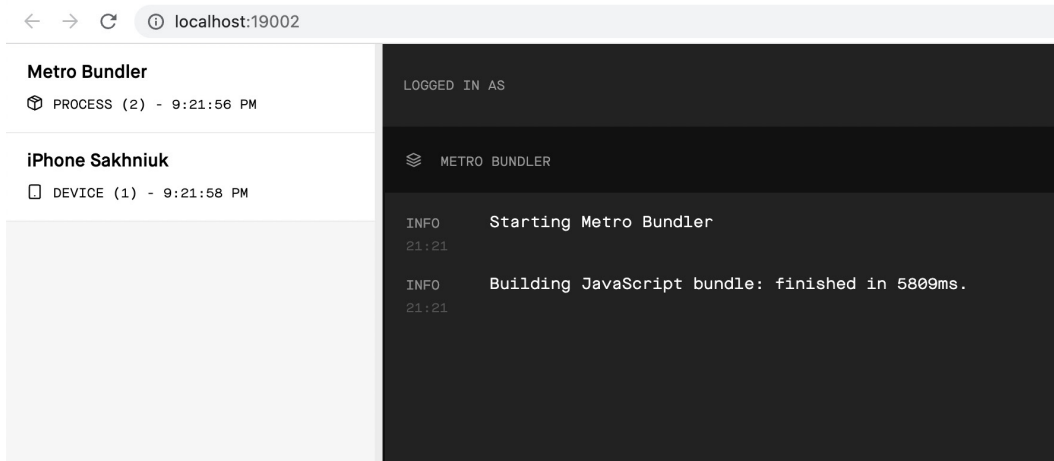 localhost:19002
Metro Bundler
PROCESS (2) - 9:21:56 PM
iPhone Sakhniuk
DEVICE (1) - 9:21:58 PM
LOGGED IN AS
METRO BUNDLER
INFO Starting Metro Bundler
21:21
INFO Building JavaScript bundle: finished in 5809ms.
21:21